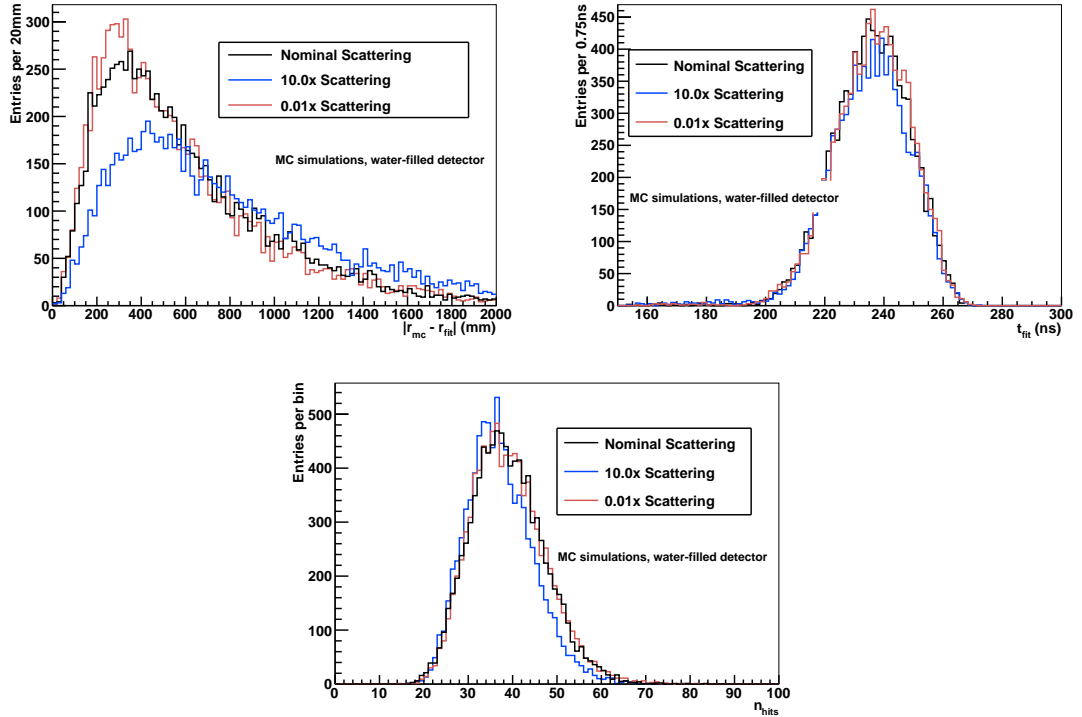 Entries per 20mm
300
250
200
150
100
50
0
Nominal Scattering
10.0x Scattering
0.01x Scattering
MC simulations, water-filled detector
0 200 400 600 800 1000 1200 1400 1600 1800 2000
|r_mc - r_fit| (mm)
Entries per 0.75ns
450
400
350
300
250
200
150
100
50
0
Nominal Scattering
10.0x Scattering
0.01x Scattering
MC simulations, water-filled detector
160 180 200 220 240 260 280 300
t_fit (ns)
Entries per bin
500
400
300
200
100
0
Nominal Scattering
10.0x Scattering
0.01x Scattering
MC simulations, water-filled detector
0 10 20 30 40 50 60 70 80 90 100
n_hits